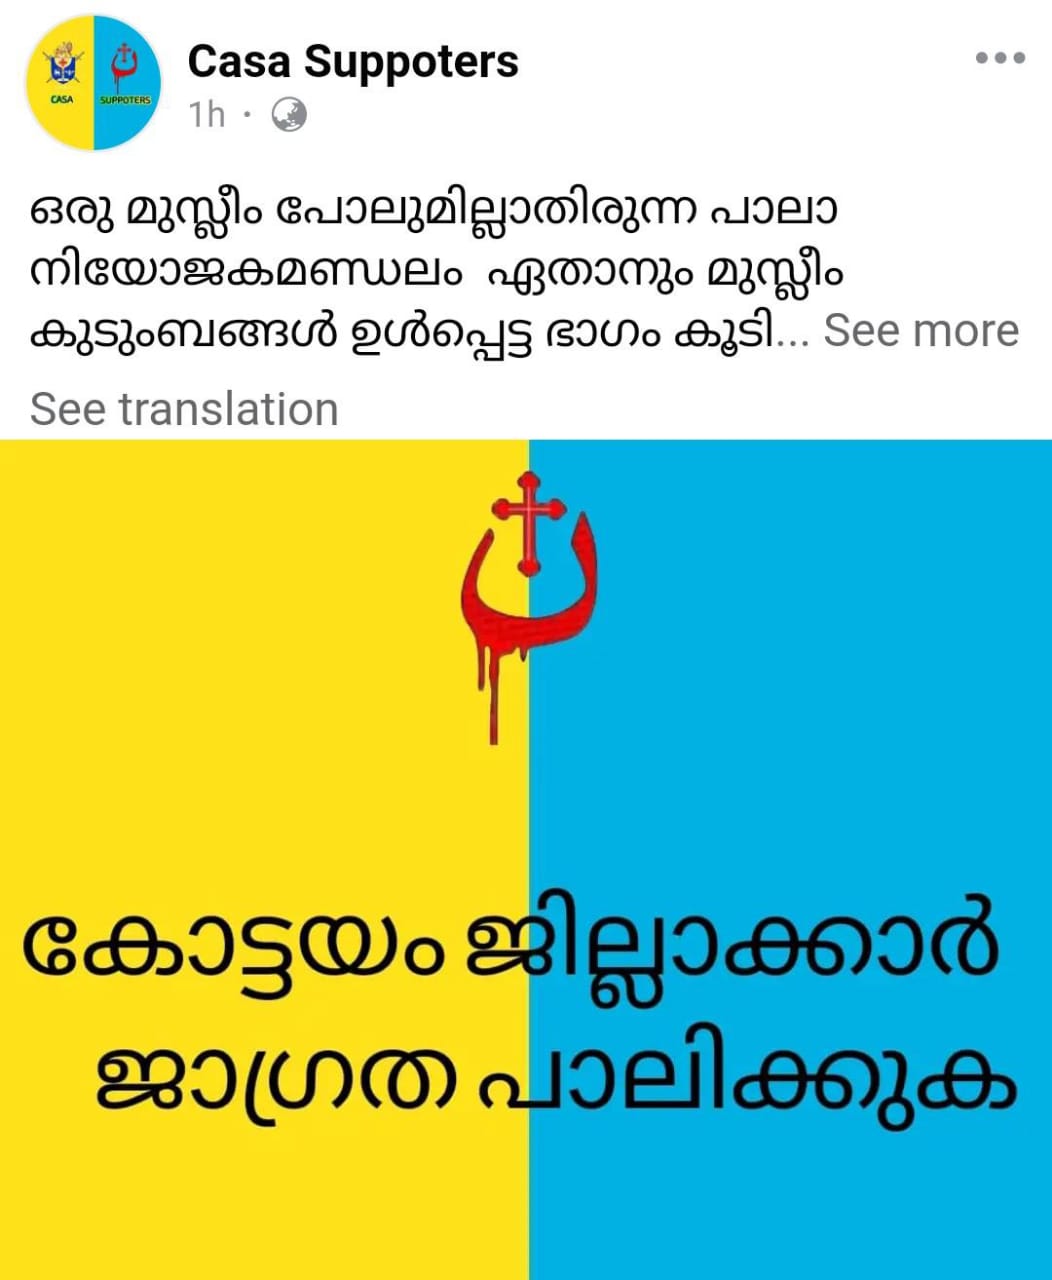 CASA
SUPPOTERS
Casa Suppoters
1h ·
ഒരു മുസ്ലീം പോലുമില്ലാതിരുന്ന പാലാ
നിയോജകമണ്ഡലം ഏതാനും മുസ്ലീം
കുടുംബങ്ങൾ ഉൾപ്പെട്ട ഭാഗം കൂടി... See more
See translation
കോട്ടയം ജില്ലാക്കാർ
ജാഗ്രത പാലിക്കുക